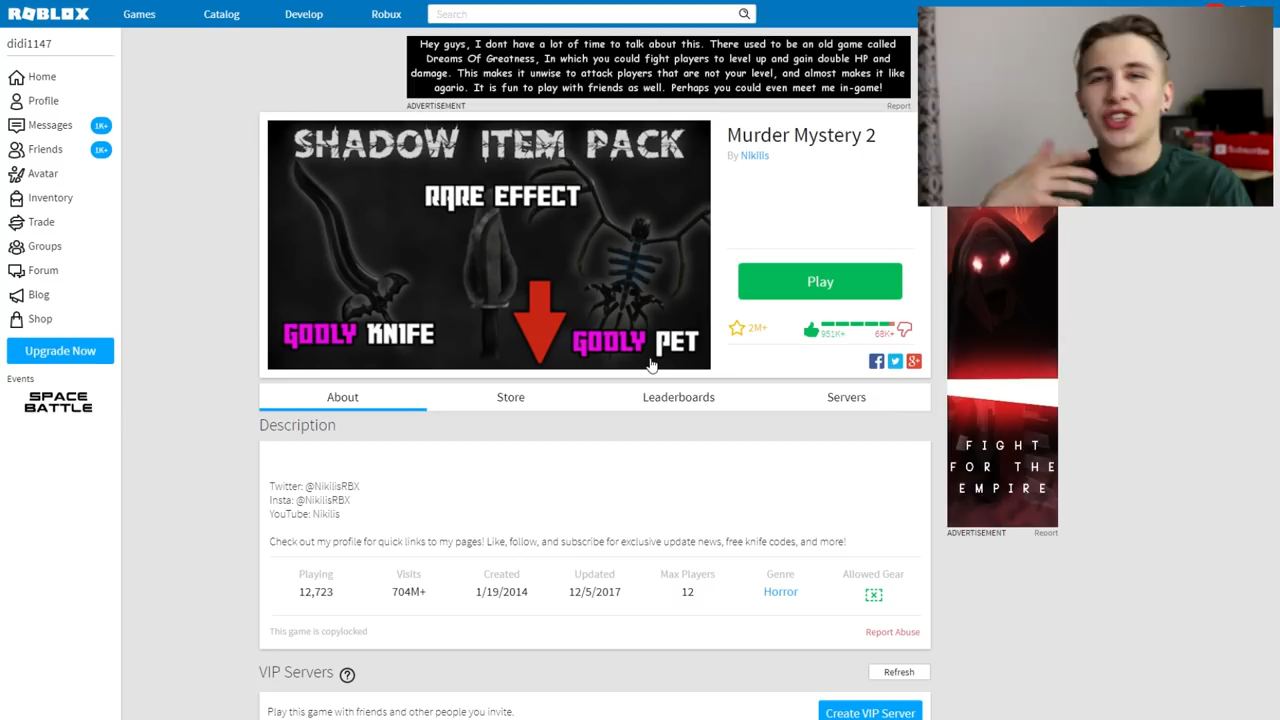 ROBLOX Games Catalog Develop Robux Search
didi1147
Home
Profile
Messages 1K+
Friends 1K+
Avatar
Inventory
Trade
Groups
Forum
Blog
Shop
Upgrade Now
Events
SPACE
BATTLE
Hey guys, I dont have a lot of time to talk about this. There used to be an old game called
Dreams Of Greatness, In which you could fight players to level up and gain double HP and
damage. This makes it unwise to attack players that are not your level, and almost makes it like
agario. It is fun to play with friends as well. Perhaps you could even meet me in-game!
ADVERTISEMENT Report
SHADOW ITEM PACK
RARE EFFECT
GODLY KNIFE
GODLY PET
Murder Mystery 2
By Nikilis
Play
2M+ 951K+ 68K+
About Store Leaderboards Servers
Description
Twitter: @NikilisRBX
Insta: @NikilisRBX
YouTube: Nikilis
Check out my profile for quick links to my pages! Like, follow, and subscribe for exclusive update news, free knife codes, and more!
Playing Visits Created Updated Max Players Genre Allowed Gear
12,723 704M+ 1/19/2014 12/5/2017 12 Horror
This game is copylocked Report Abuse
VIP Servers ? Refresh
Play this game with friends and other people you invite. Create VIP Server
FIGHT
FOR THE
EMPIRE
ADVERTISEMENT Report